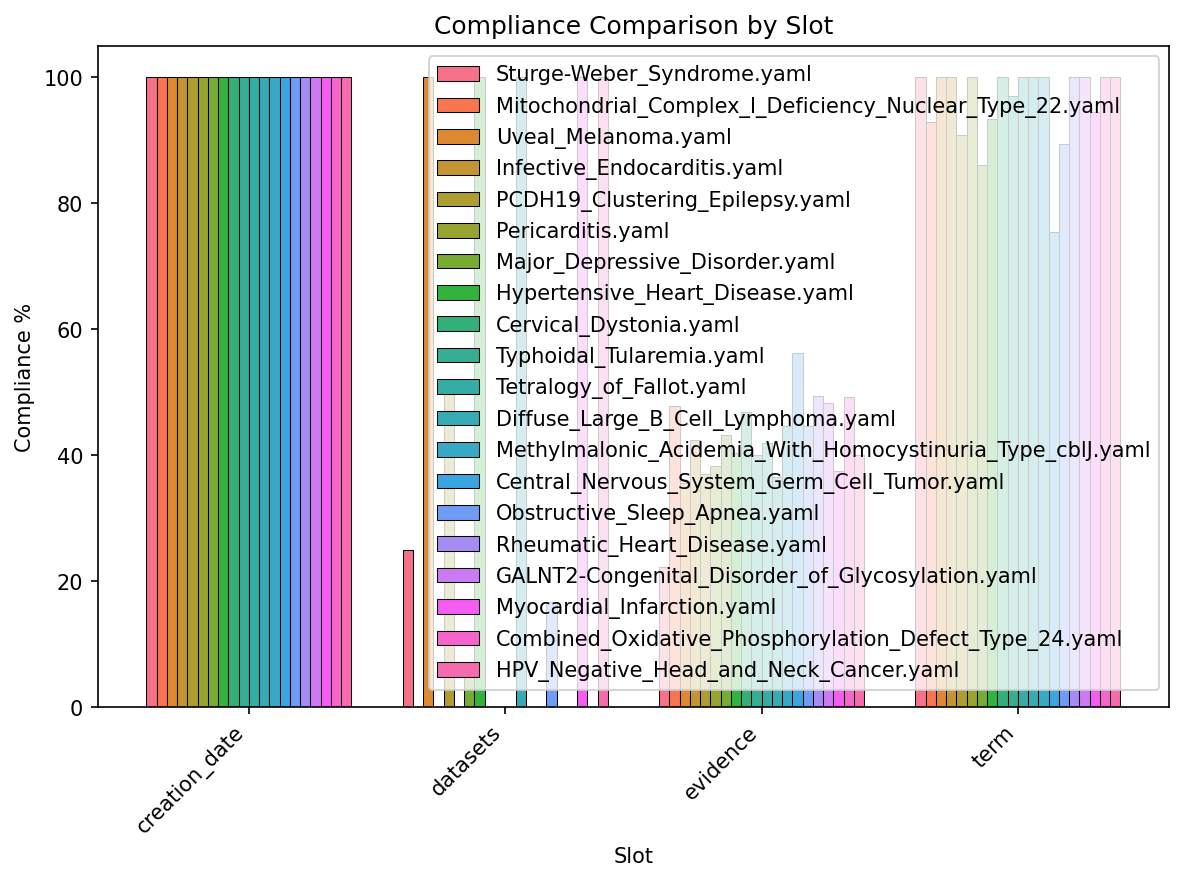 Compliance Comparison by Slot
Compliance %
100
80
60
40
20
0
Sturge-Weber_Syndrome.yaml
Mitochondrial_Complex_I_Deficiency_Nuclear_Type_22.yaml
Uveal_Melanoma.yaml
Infective_Endocarditis.yaml
PCDH19_Clustering_Epilepsy.yaml
Pericarditis.yaml
Major_Depressive_Disorder.yaml
Hypertensive_Heart_Disease.yaml
Cervical_Dystonia.yaml
Typhoidal_Tularemia.yaml
Tetralogy_of_Fallot.yaml
Diffuse_Large_B_Cell_Lymphoma.yaml
Methylmalonic_Acidemia_With_Homocystinuria_Type_cblJ.yaml
Central_Nervous_System_Germ_Cell_Tumor.yaml
Obstructive_Sleep_Apnea.yaml
Rheumatic_Heart_Disease.yaml
GALNT2-Congenital_Disorder_of_Glycosylation.yaml
Myocardial_Infarction.yaml
Combined_Oxidative_Phosphorylation_Defect_Type_24.yaml
HPV_Negative_Head_and_Neck_Cancer.yaml
creation_date
datasets
evidence
term
Slot